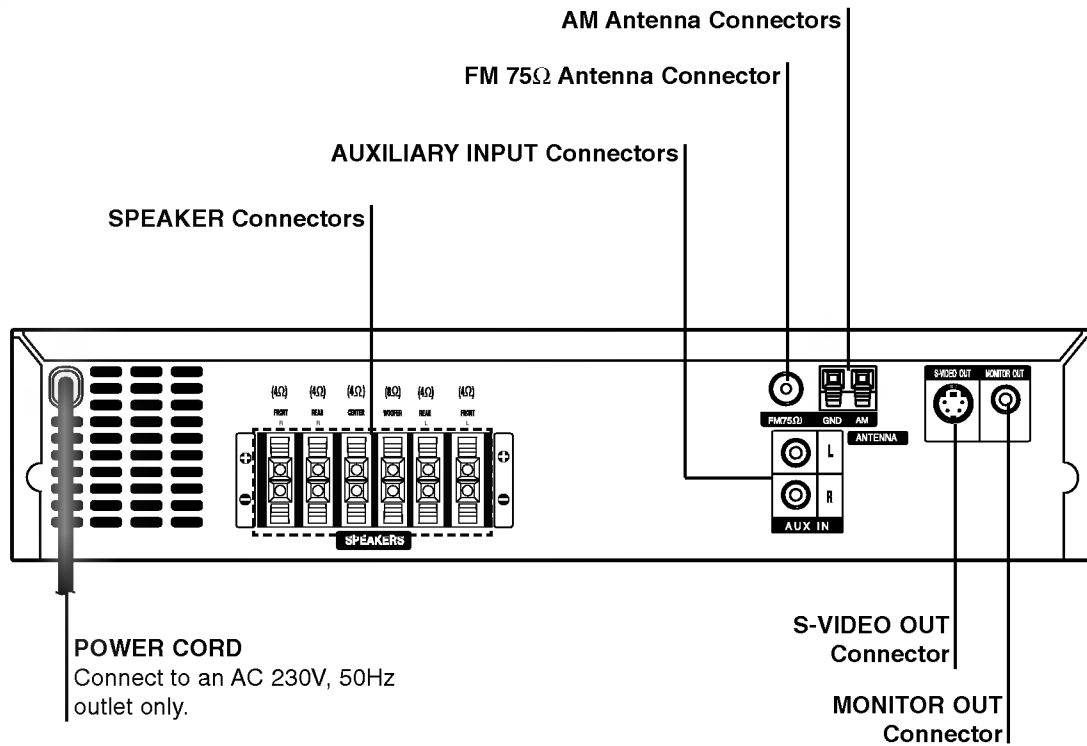 AM Antenna Connectors
FM 75Ω Antenna Connector
AUXILIARY INPUT Connectors
SPEAKER Connectors
(4Ω) (4Ω) (4Ω) (8Ω) (4Ω) (4Ω)
FRONT REAR CENTER WOOFER REAR FRONT
R R L L
SPEAKERS
FM(75Ω) GND AM
ANTENNA
L
R
AUX IN
S-VIDEO OUT MONITOR OUT
POWER CORD
Connect to an AC 230V, 50Hz
outlet only.
S-VIDEO OUT
Connector
MONITOR OUT
Connector